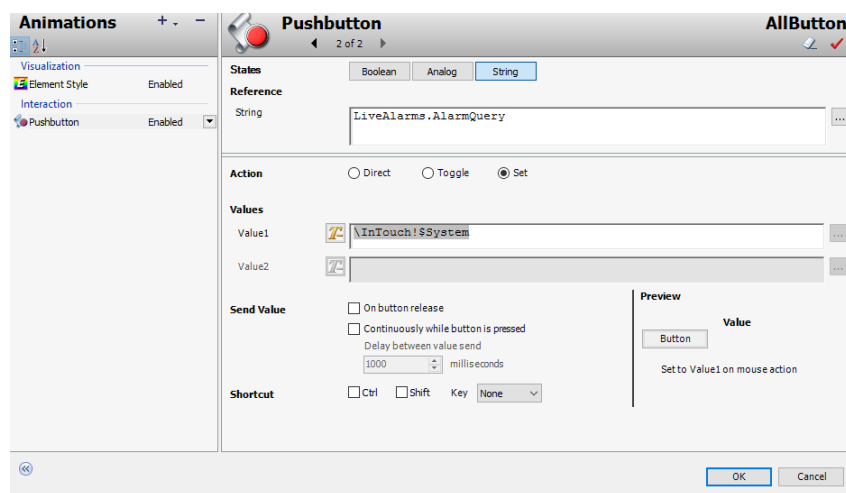 Animations
Pushbutton
AllButton
2 of 2
Visualization
Element Style Enabled
Interaction
Pushbutton Enabled
States Boolean Analog String
Reference
String LiveAlarms.AlarmQuery
...
Action Direct Toggle Set
Values
Value1 \InTouch!$System ...
Value2 ...
Send Value On button release
Continuously while button is pressed
Delay between value send
1000 milliseconds
Shortcut Ctrl Shift Key None
Preview
Value
Button
Set to Value1 on mouse action
OK Cancel